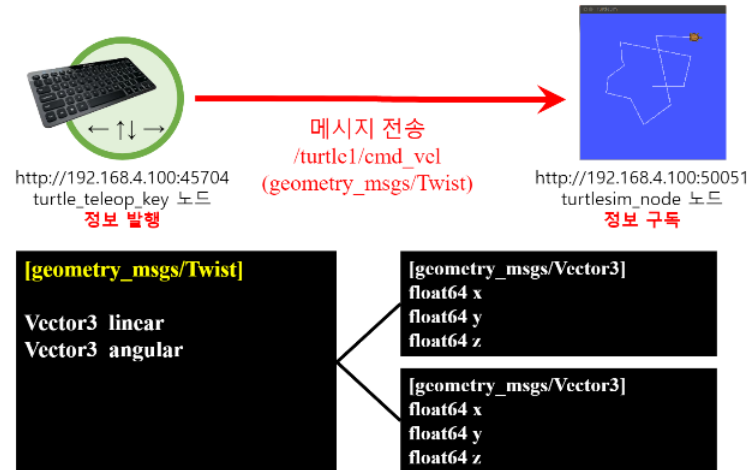 ← ↑↓ →
메시지 전송
/turtle1/cmd_vel
(geometry_msgs/Twist)
http://192.168.4.100:45704
turtle_teleop_key 노드
정보 발행
http://192.168.4.100:50051
turtlesim_node 노드
정보 구독
[geometry_msgs/Twist]
Vector3 linear
Vector3 angular
[geometry_msgs/Vector3]
float64 x
float64 y
float64 z
[geometry_msgs/Vector3]
float64 x
float64 y
float64 z